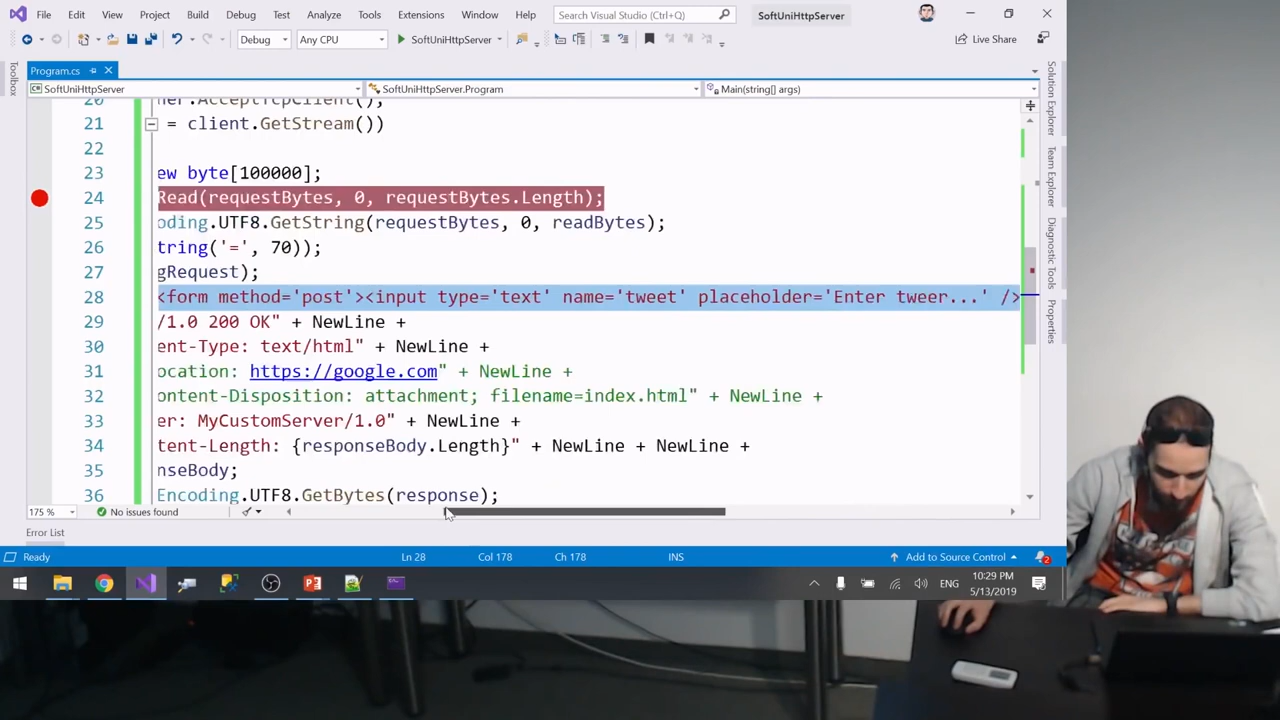 File Edit View Project Build Debug Test Analyze Tools Extensions Window Help Search Visual Studio (Ctrl+Q) SoftUniHttpServer
Debug Any CPU SoftUniHttpServer Live Share
Toolbox
Program.cs
SoftUniHttpServer SoftUniHttpServer.Program Main(string[] args)
20 ner.AcceptTcpClient();
21 = client.GetStream())
22
23 ew byte[100000];
24 Read(requestBytes, 0, requestBytes.Length);
25 oding.UTF8.GetString(requestBytes, 0, readBytes);
26 tring('=', 70));
27 gRequest);
28 <form method='post'><input type='text' name='tweet' placeholder='Enter tweer...' />
29 /1.0 200 OK" + NewLine +
30 ent-Type: text/html" + NewLine +
31 ocation: https://google.com" + NewLine +
32 ontent-Disposition: attachment; filename=index.html" + NewLine +
33 er: MyCustomServer/1.0" + NewLine +
34 tent-Length: {responseBody.Length}" + NewLine + NewLine +
35 nseBody;
36 Encoding.UTF8.GetBytes(response);
Solution Explorer
Team Explorer
Diagnostic Tools
Properties
175 % No issues found
Error List
Ready Ln 28 Col 178 Ch 178 INS Add to Source Control 2
ENG 10:29 PM
5/13/2019